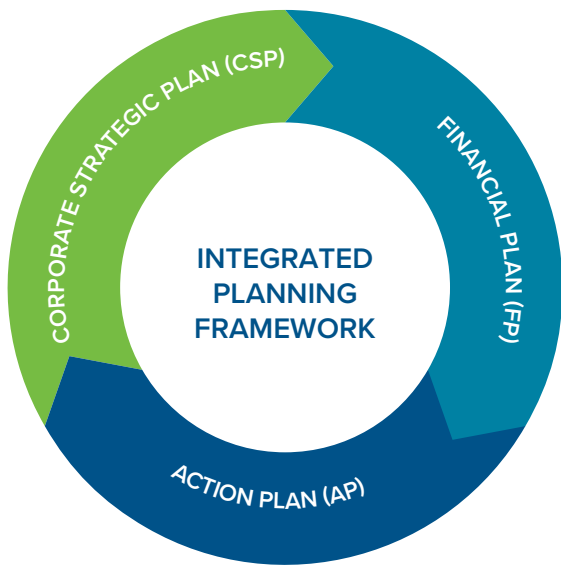 CORPORATE STRATEGIC PLAN (CSP)
FINANCIAL PLAN (FP)
INTEGRATED
PLANNING
FRAMEWORK
ACTION PLAN (AP)